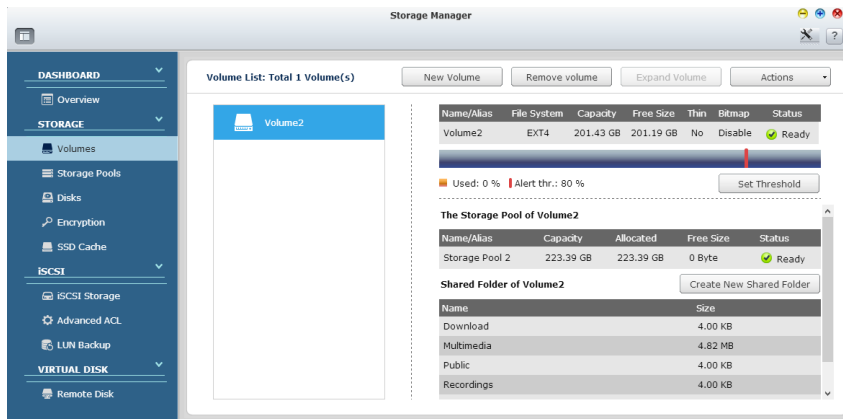 Storage Manager
?
DASHBOARD
Overview
STORAGE
Volumes
Storage Pools
Disks
Encryption
SSD Cache
iSCSI
iSCSI Storage
Advanced ACL
LUN Backup
VIRTUAL DISK
Remote Disk
Volume List: Total 1 Volume(s)
New Volume Remove volume Expand Volume Actions
Volume2
Name/Alias File System Capacity Free Size Thin Bitmap Status
Volume2 EXT4 201.43 GB 201.19 GB No Disable Ready
Used: 0 % Alert thr.: 80 % Set Threshold
The Storage Pool of Volume2
Name/Alias Capacity Allocated Free Size Status
Storage Pool 2 223.39 GB 223.39 GB 0 Byte Ready
Shared Folder of Volume2 Create New Shared Folder
Name Size
Download 4.00 KB
Multimedia 4.82 MB
Public 4.00 KB
Recordings 4.00 KB